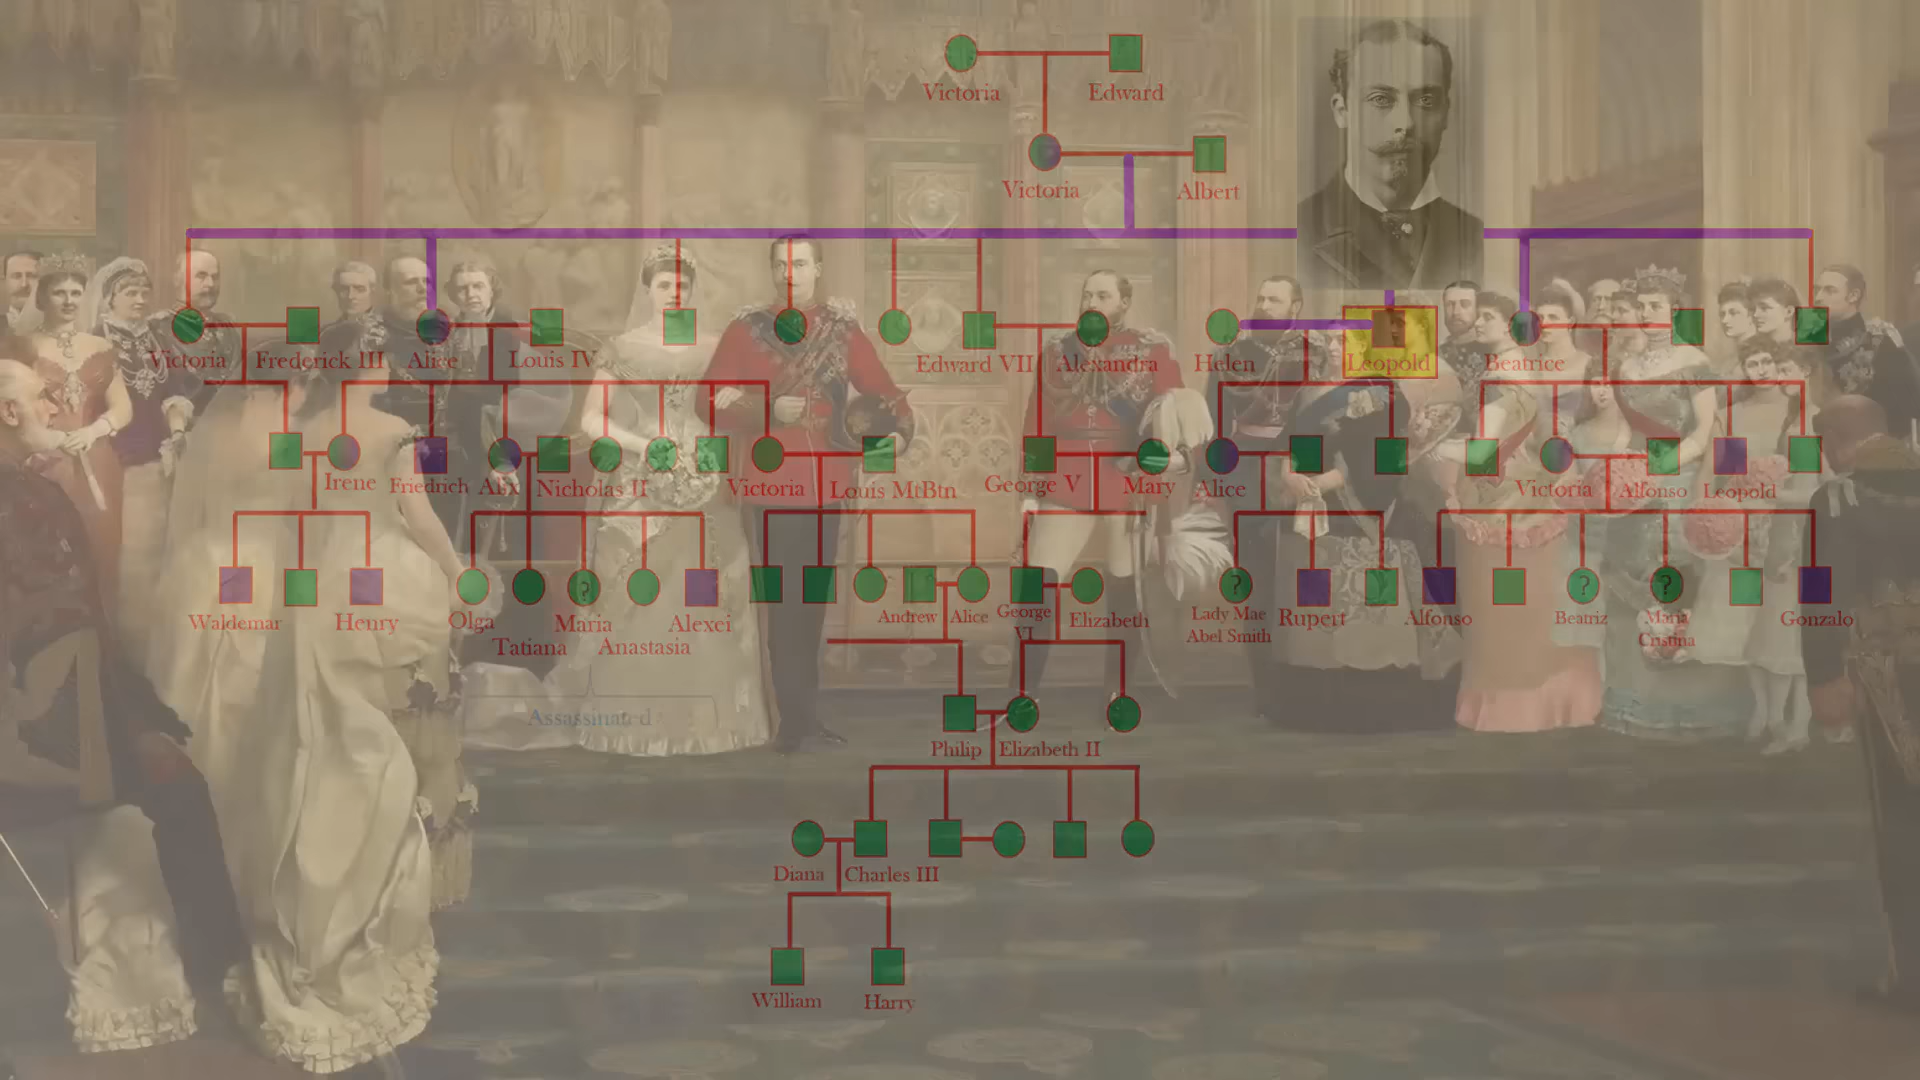 Victoria
Edward
Victoria
Albert
Victoria
Frederick III
Alice
Louis IV
Edward VII
Alexandra
Helen
Leopold
Beatrice
Irene
Friedrich
Alix
Nicholas II
Victoria
Louis MtBtn
George V
Mary
Alice
Victoria
Alfonso
Leopold
?
?
?
?
Waldemar
Henry
Olga
Tatiana
Maria
Anastasia
Alexei
Andrew
Alice
George
VI
Elizabeth
Lady Mae
Abel Smith
Rupert
Alfonso
Beatriz
Maria
Cristina
Gonzalo
Assassinated
Philip
Elizabeth II
Diana
Charles III
William
Harry